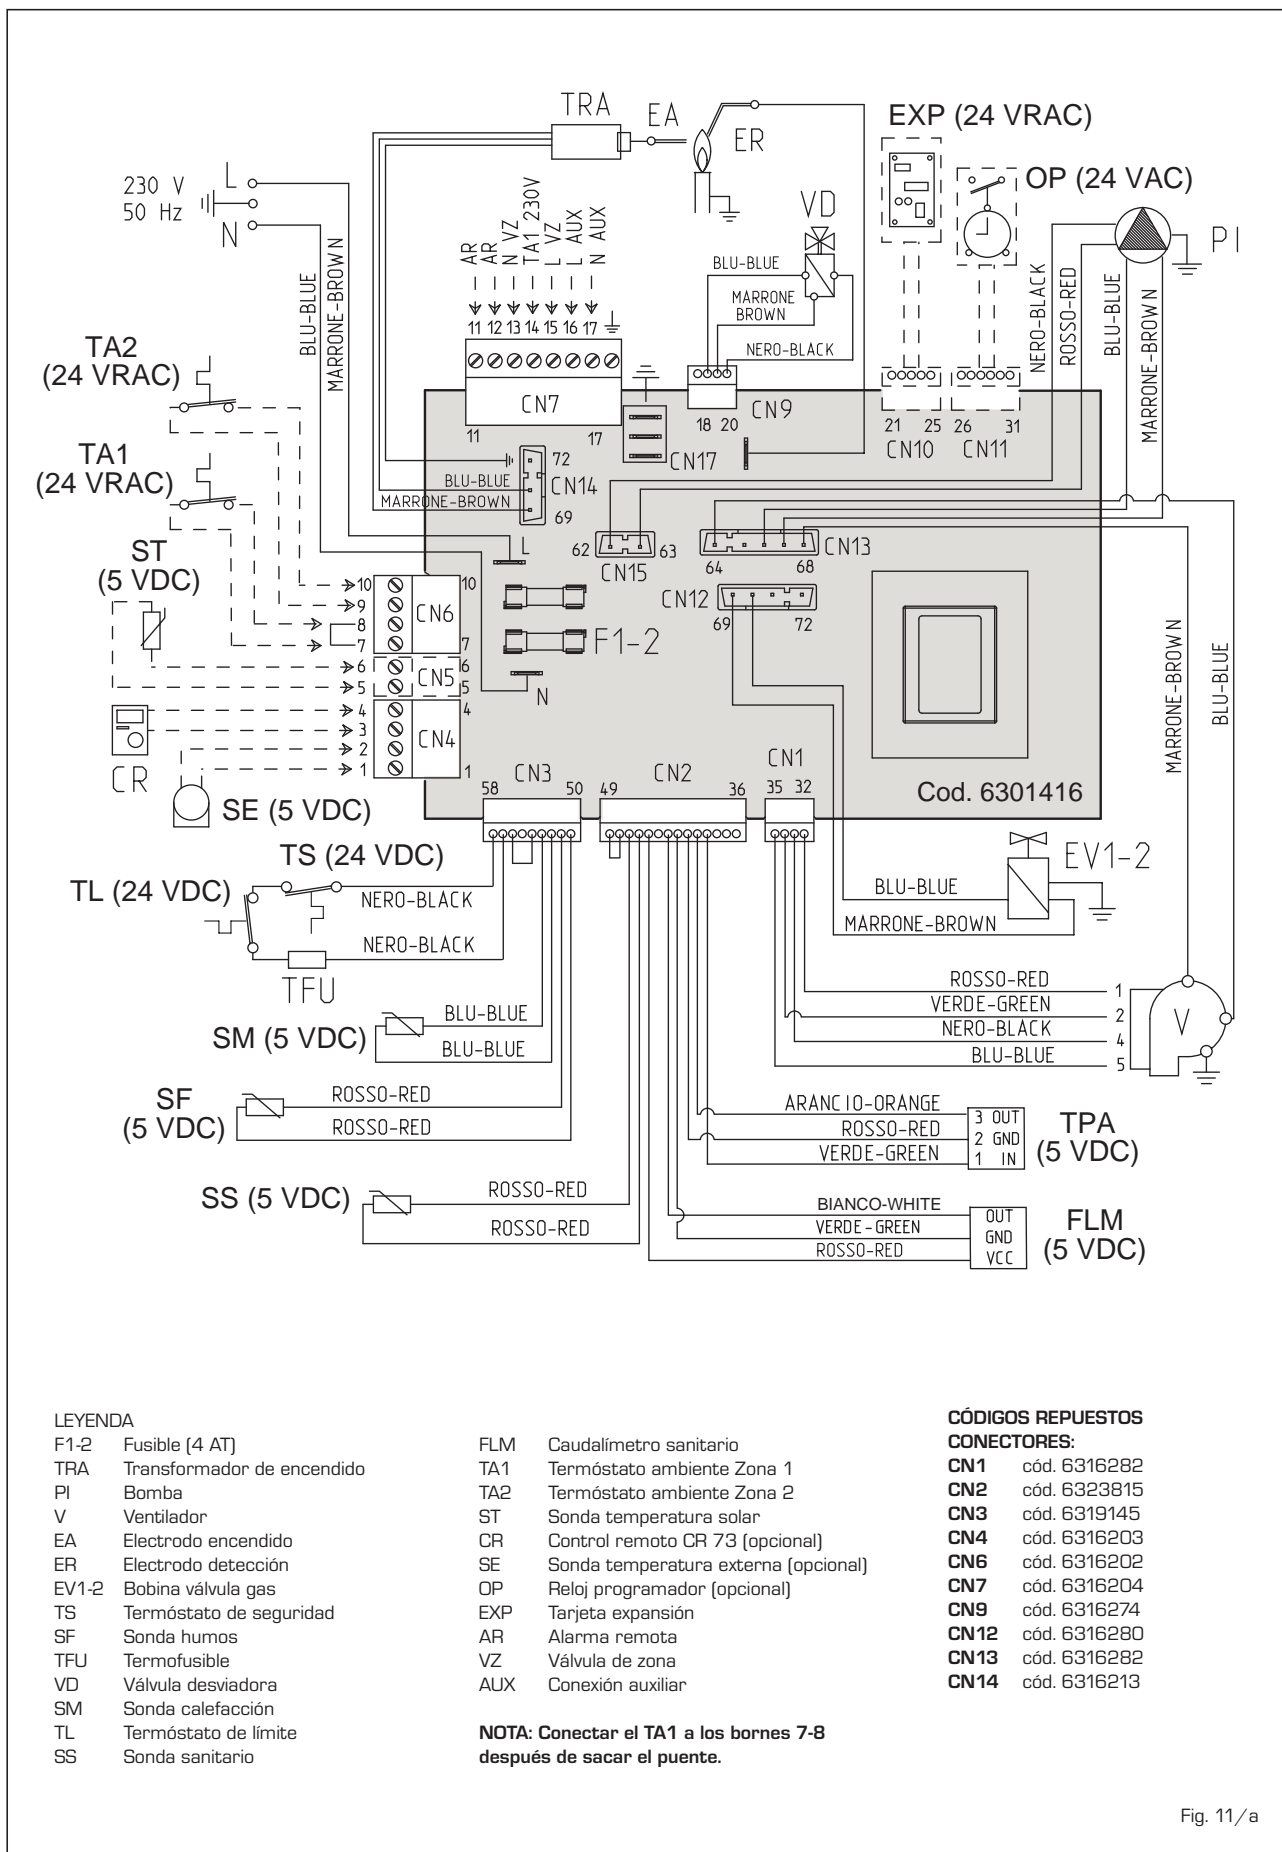 TRA
EA
ER
EXP (24 VRAC)
OP (24 VAC)
230 V
50 Hz
L
N
VD
PI
AR
AR
N VZ
TA1 230V
L VZ
L AUX
N AUX
11 12 13 14 15 16 17
BLU-BLUE
MARRONE-BROWN
BLU-BLUE
MARRONE
BROWN
NERO-BLACK
NERO-BLACK
ROSSO-RED
BLU-BLUE
MARRONE-BROWN
TA2
(24 VRAC)
TA1
(24 VRAC)
ST
(5 VDC)
CN7
11
17
CN9
18 20
CN17
21 25
CN10
26 31
CN11
72
CN14
69
BLU-BLUE
MARRONE-BROWN
L
62
63
CN15
CN13
64
68
CN12
69
72
F1-2
N
10
9
8
7
6
5
4
3
2
1
CN6
10
7
CN5
6
5
CN4
4
1
CR
SE (5 VDC)
MARRONE-BROWN
BLU-BLUE
CN3
58
50
CN2
49
36
CN1
35 32
Cod. 6301416
TS (24 VDC)
TL (24 VDC)
NERO-BLACK
NERO-BLACK
TFU
EV1-2
BLU-BLUE
MARRONE-BROWN
ROSSO-RED
1
VERDE-GREEN
2
NERO-BLACK
4
BLU-BLUE
5
V
SM (5 VDC)
BLU-BLUE
BLU-BLUE
SF
(5 VDC)
ROSSO-RED
ROSSO-RED
ARANCIO-ORANGE
3 OUT
ROSSO-RED
2 GND
VERDE-GREEN
1 IN
TPA
(5 VDC)
SS (5 VDC)
ROSSO-RED
ROSSO-RED
BIANCO-WHITE
OUT
VERDE-GREEN
GND
ROSSO-RED
VCC
FLM
(5 VDC)
LEYENDA
F1-2 Fusible (4 AT)
TRA Transformador de encendido
PI Bomba
V Ventilador
EA Electrodo encendido
ER Electrodo detección
EV1-2 Bobina válvula gas
TS Termóstato de seguridad
SF Sonda humos
TFU Termofusible
VD Válvula desviadora
SM Sonda calefacción
TL Termóstato de límite
SS Sonda sanitario
FLM Caudalímetro sanitario
TA1 Termóstato ambiente Zona 1
TA2 Termóstato ambiente Zona 2
ST Sonda temperatura solar
CR Control remoto CR 73 (opcional)
SE Sonda temperatura externa (opcional)
OP Reloj programador (opcional)
EXP Tarjeta expansión
AR Alarma remota
VZ Válvula de zona
AUX Conexión auxiliar
NOTA: Conectar el TA1 a los bornes 7-8
después de sacar el puente.
CÓDIGOS REPUESTOS
CONECTORES:
CN1 cód. 6316282
CN2 cód. 6323815
CN3 cód. 6319145
CN4 cód. 6316203
CN6 cód. 6316202
CN7 cód. 6316204
CN9 cód. 6316274
CN12 cód. 6316280
CN13 cód. 6316282
CN14 cód. 6316213
Fig. 11/a